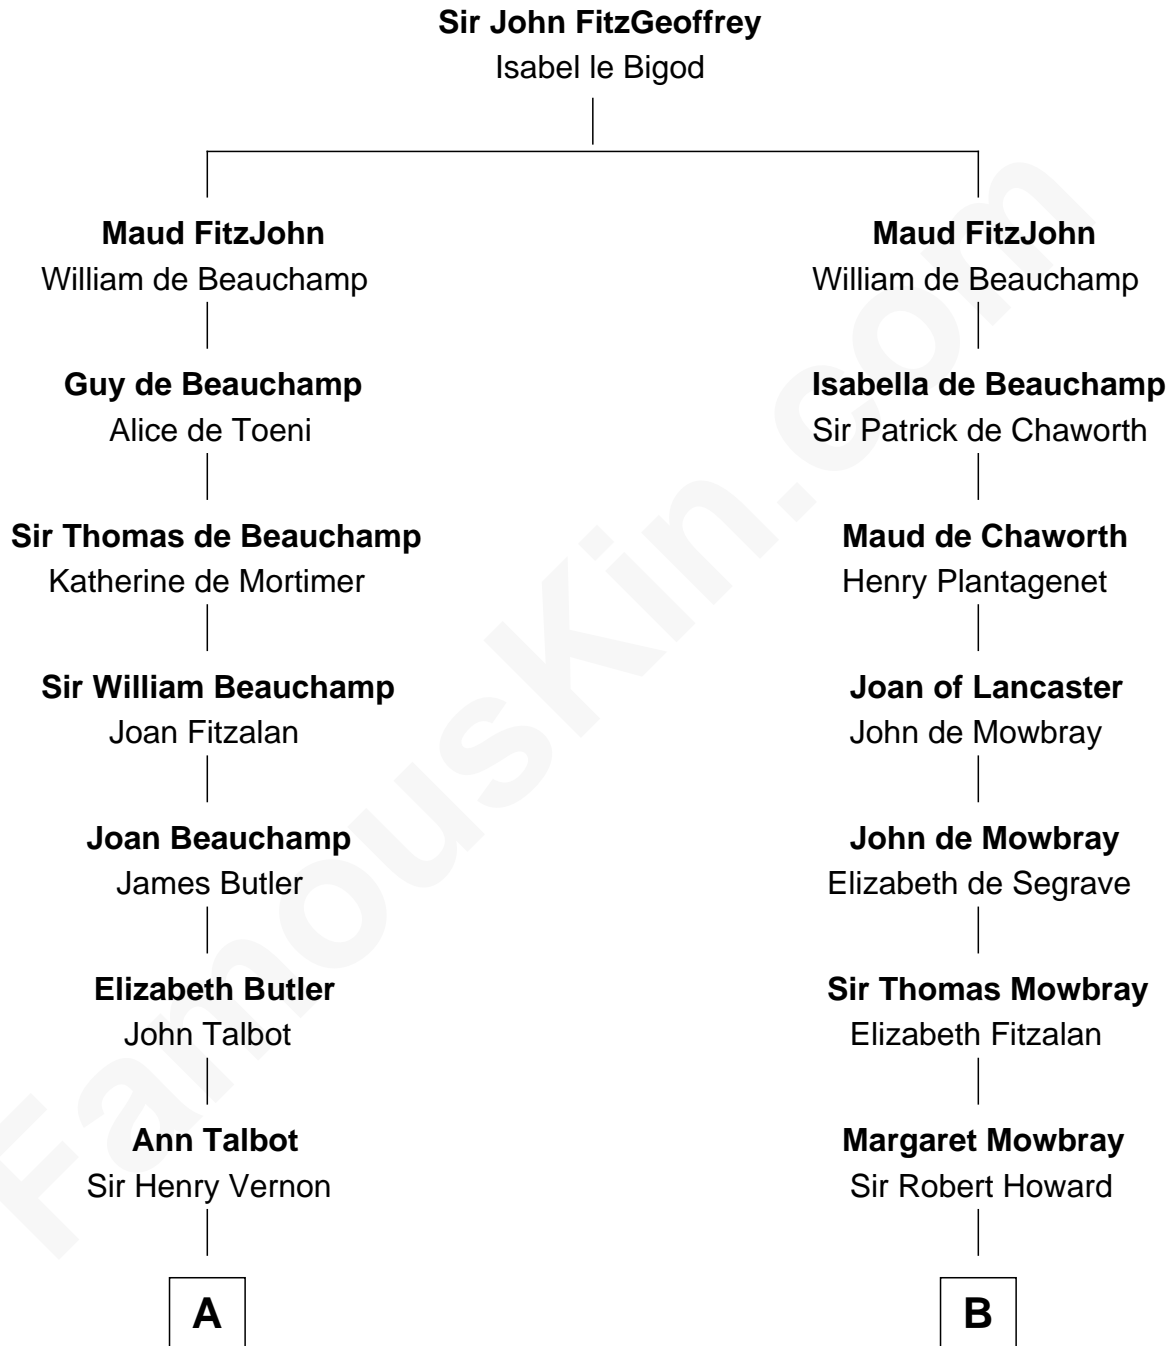 Sir John FitzGeoffrey
Isabel le Bigod
Maud FitzJohn
William de Beauchamp
Maud FitzJohn
William de Beauchamp
Guy de Beauchamp
Alice de Toeni
Isabella de Beauchamp
Sir Patrick de Chaworth
Sir Thomas de Beauchamp
Katherine de Mortimer
Maud de Chaworth
Henry Plantagenet
Sir William Beauchamp
Joan Fitzalan
Joan of Lancaster
John de Mowbray
Joan Beauchamp
James Butler
John de Mowbray
Elizabeth de Segrave
Elizabeth Butler
John Talbot
Sir Thomas Mowbray
Elizabeth Fitzalan
Ann Talbot
Sir Henry Vernon
Margaret Mowbray
Sir Robert Howard
A
B
FamousKin.com